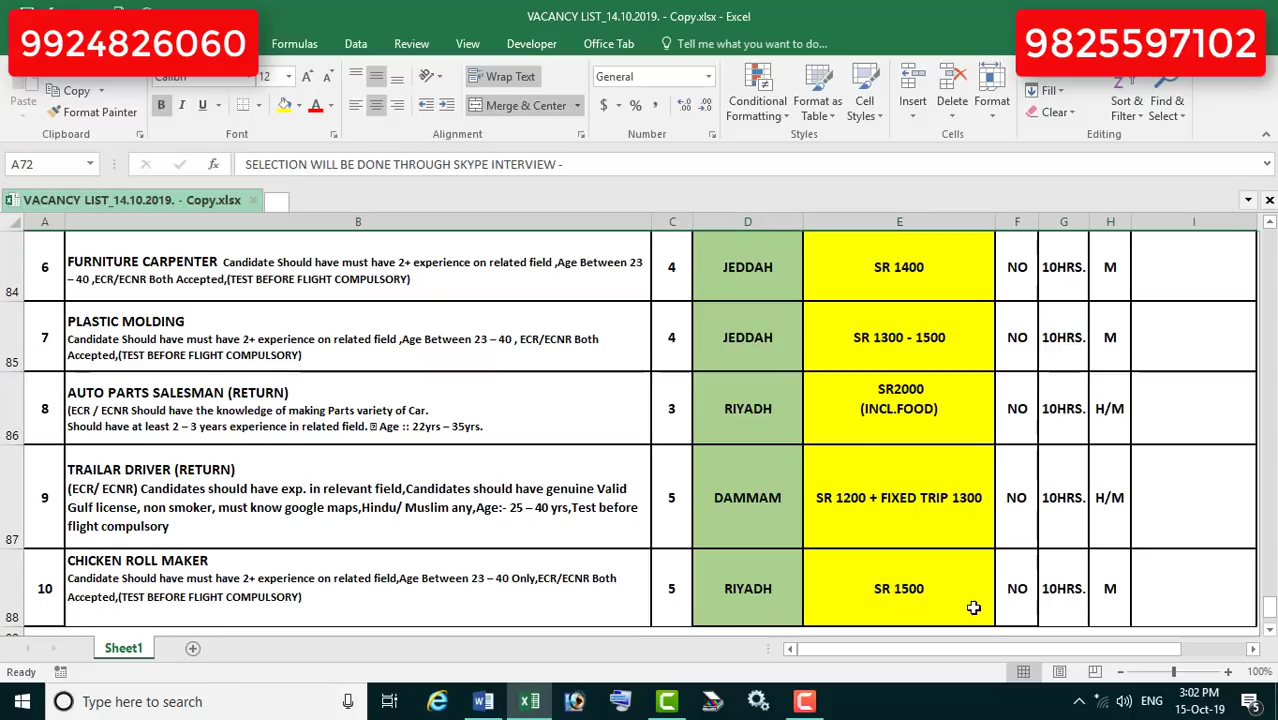 VACANCY LIST_14.10.2019. - Copy.xlsx - Excel
9924826060
9825597102
Formulas
Data
Review
View
Developer
Office Tab
Tell me what you want to do...
Paste
Copy
Format Painter
Calibri
12
B I U
A
Wrap Text
Merge & Center
General
$ % ,
Conditional Formatting
Format as Table
Cell Styles
Insert
Delete
Format
Fill
Clear
Sort & Filter
Find & Select
Clipboard
Font
Alignment
Number
Styles
Cells
Editing
A72
fx
SELECTION WILL BE DONE THROUGH SKYPE INTERVIEW -
VACANCY LIST_14.10.2019. - Copy.xlsx
A B C D E F G H I
84
6
FURNITURE CARPENTER Candidate Should have must have 2+ experience on related field ,Age Between 23
– 40 ,ECR/ECNR Both Accepted,(TEST BEFORE FLIGHT COMPULSORY)
4
JEDDAH
SR 1400
NO
10HRS.
M
85
7
PLASTIC MOLDING
Candidate Should have must have 2+ experience on related field ,Age Between 23 – 40 , ECR/ECNR Both
Accepted,(TEST BEFORE FLIGHT COMPULSORY)
4
JEDDAH
SR 1300 - 1500
NO
10HRS.
M
86
8
AUTO PARTS SALESMAN (RETURN)
(ECR / ECNR Should have the knowledge of making Parts variety of Car.
Should have at least 2 – 3 years experience in related field. Age :: 22yrs – 35yrs.
3
RIYADH
SR2000
(INCL.FOOD)
NO
10HRS.
H/M
87
9
TRAILAR DRIVER (RETURN)
(ECR/ ECNR) Candidates should have exp. in relevant field,Candidates should have genuine Valid
Gulf license, non smoker, must know google maps,Hindu/ Muslim any,Age:- 25 – 40 yrs,Test before
flight compulsory
5
DAMMAM
SR 1200 + FIXED TRIP 1300
NO
10HRS.
H/M
88
10
CHICKEN ROLL MAKER
Candidate Should have must have 2+ experience on related field,Age Between 23 – 40 Only,ECR/ECNR Both
Accepted,(TEST BEFORE FLIGHT COMPULSORY)
5
RIYADH
SR 1500
NO
10HRS.
M
Sheet1
Ready
100%
Type here to search
ENG
3:02 PM
15-Oct-19
5